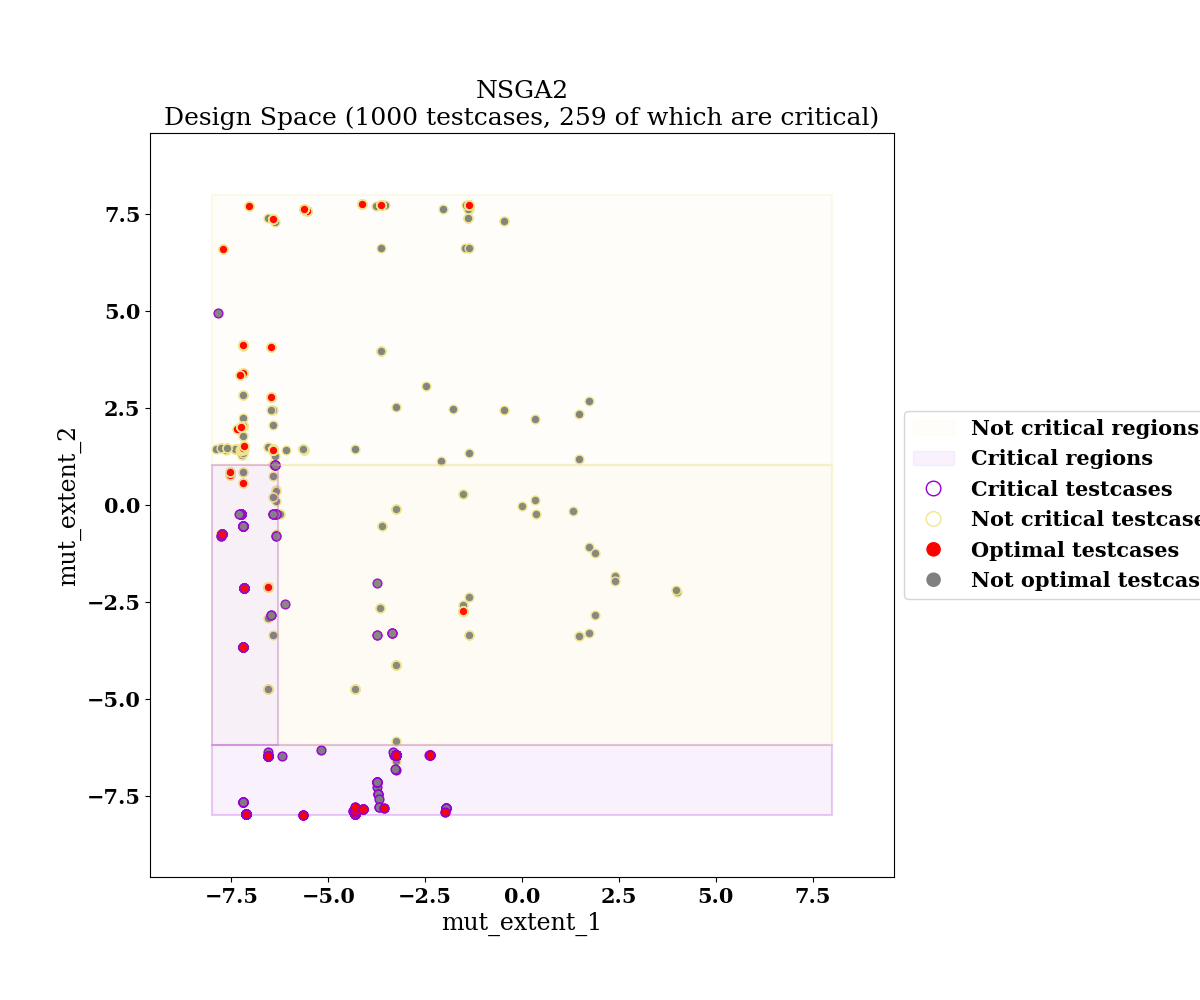 NSGA2
Design Space (1000 testcases, 259 of which are critical)
7.5
5.0
2.5
0.0
−2.5
−5.0
−7.5
mut_extent_2
−7.5
−5.0
−2.5
0.0
2.5
5.0
7.5
mut_extent_1
Not critical regions
Critical regions
Critical testcases
Not critical testcase
Optimal testcases
Not optimal testcas